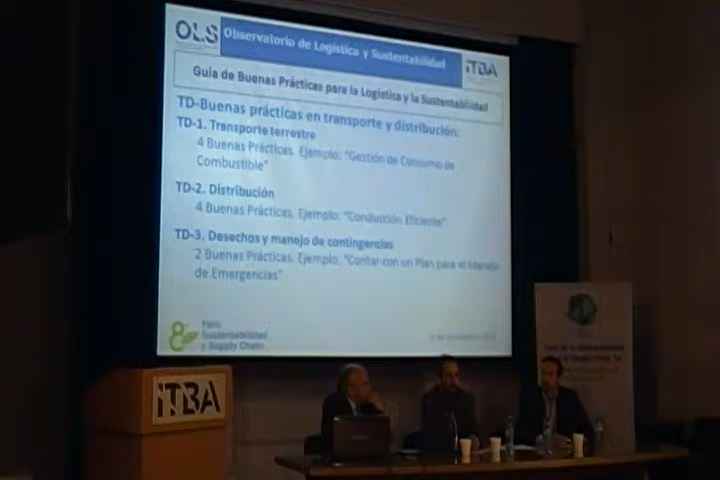 OLS Observatorio de Logística y Sustentabilidad
iTBA
Guía de Buenas Prácticas para la Logística y la Sustentabilidad
TD-Buenas prácticas en transporte y distribución:
TD-1. Transporte terrestre
4 Buenas Prácticas. Ejemplo: "Gestión de Consumo de
Combustible"
TD-2. Distribución
4 Buenas Prácticas. Ejemplo: "Conducción Eficiente"
TD-3. Desechos y manejo de contingencias
2 Buenas Prácticas. Ejemplo: "Contar con un Plan para el Manejo
de Emergencias"
Foro
Sustentabilidad
y Supply Chain
iTBA